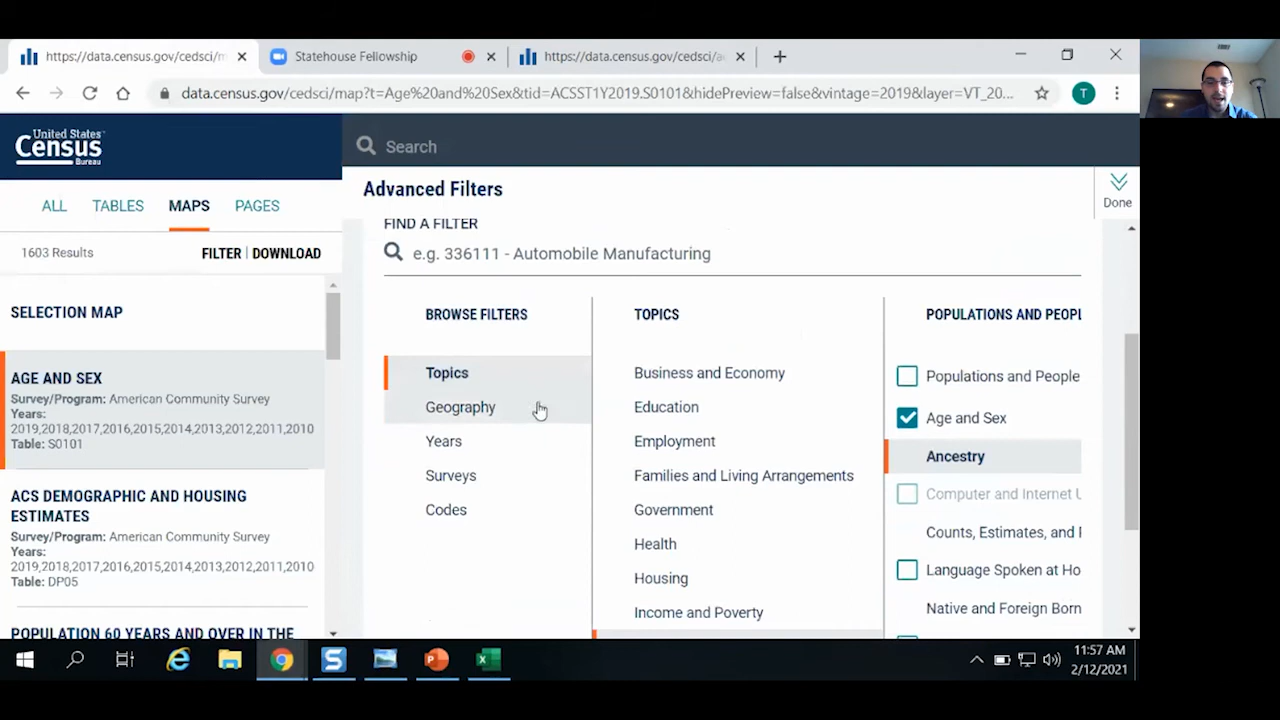 https://data.census.gov/cedsci/m
Statehouse Fellowship
https://data.census.gov/cedsci/a
data.census.gov/cedsci/map?t=Age%20and%20Sex&tid=ACSST1Y2019.S0101&hidePreview=false&vintage=2019&layer=VT_20...
T
United States®
Census
Bureau
Search
Advanced Filters
Done
ALL
TABLES
MAPS
PAGES
1603 Results
FILTER | DOWNLOAD
SELECTION MAP
AGE AND SEX
Survey/Program: American Community Survey
Years:
2019,2018,2017,2016,2015,2014,2013,2012,2011,2010
Table: S0101
ACS DEMOGRAPHIC AND HOUSING
ESTIMATES
Survey/Program: American Community Survey
Years:
2019,2018,2017,2016,2015,2014,2013,2012,2011,2010
Table: DP05
POPULATION 60 YEARS AND OVER IN THE
FIND A FILTER
e.g. 336111 - Automobile Manufacturing
BROWSE FILTERS
Topics
Geography
Years
Surveys
Codes
TOPICS
Business and Economy
Education
Employment
Families and Living Arrangements
Government
Health
Housing
Income and Poverty
POPULATIONS AND PEOPL
Populations and People
Age and Sex
Ancestry
Computer and Internet U
Counts, Estimates, and
Language Spoken at Ho
Native and Foreign Born
11:57 AM
2/12/2021